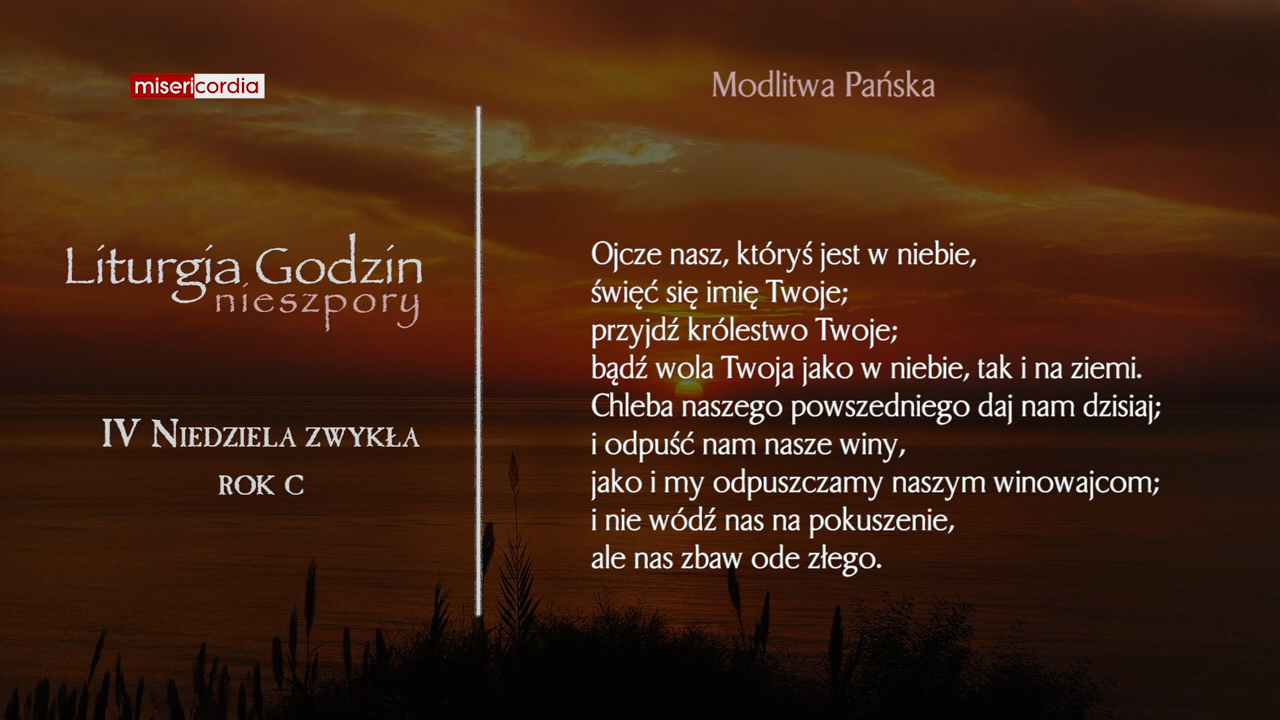 misericordia
Liturgia Godzin
nieszpory
IV Niedziela zwykła
rok C
Modlitwa Pańska
Ojcze nasz, któryś jest w niebie,
święć się imię Twoje;
przyjdź królestwo Twoje;
bądź wola Twoja jako w niebie, tak i na ziemi.
Chleba naszego powszedniego daj nam dzisiaj;
i odpuść nam nasze winy,
jako i my odpuszczamy naszym winowajcom;
i nie wódź nas na pokuszenie,
ale nas zbaw ode złego.